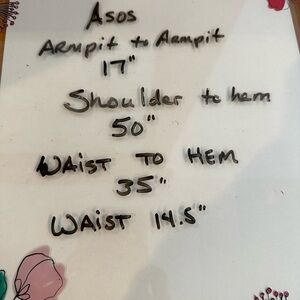 Asos
Armpit to Armpit
17"
Shoulder to hem
50"
WAIST TO HEM
35"
WAIST 14.5"